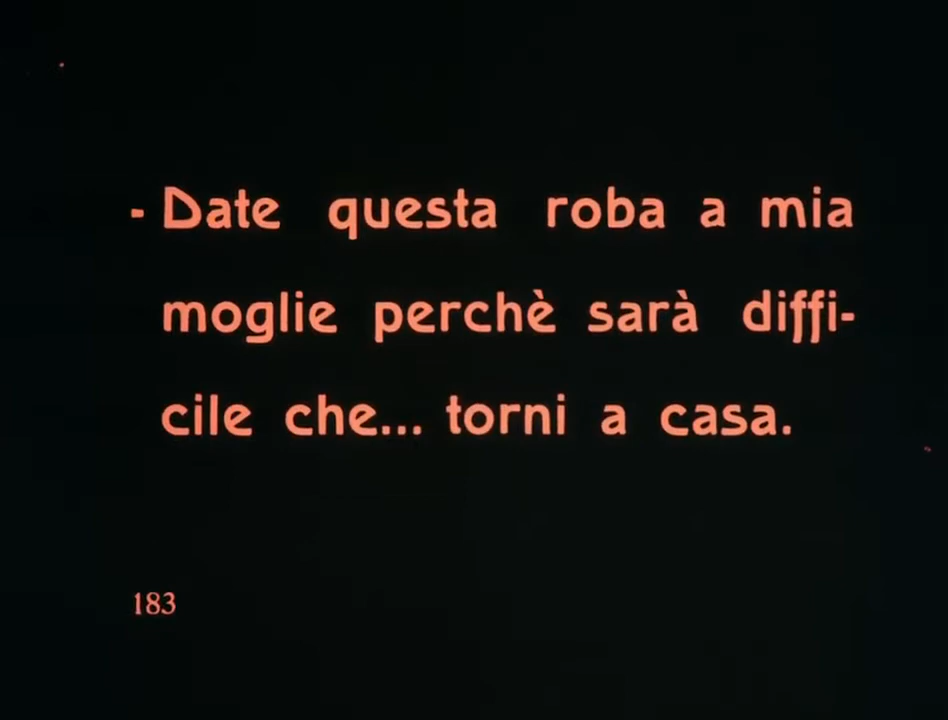 - Date questa roba a mia
moglie perchè sarà diffi-
cile che... torni a casa.
183